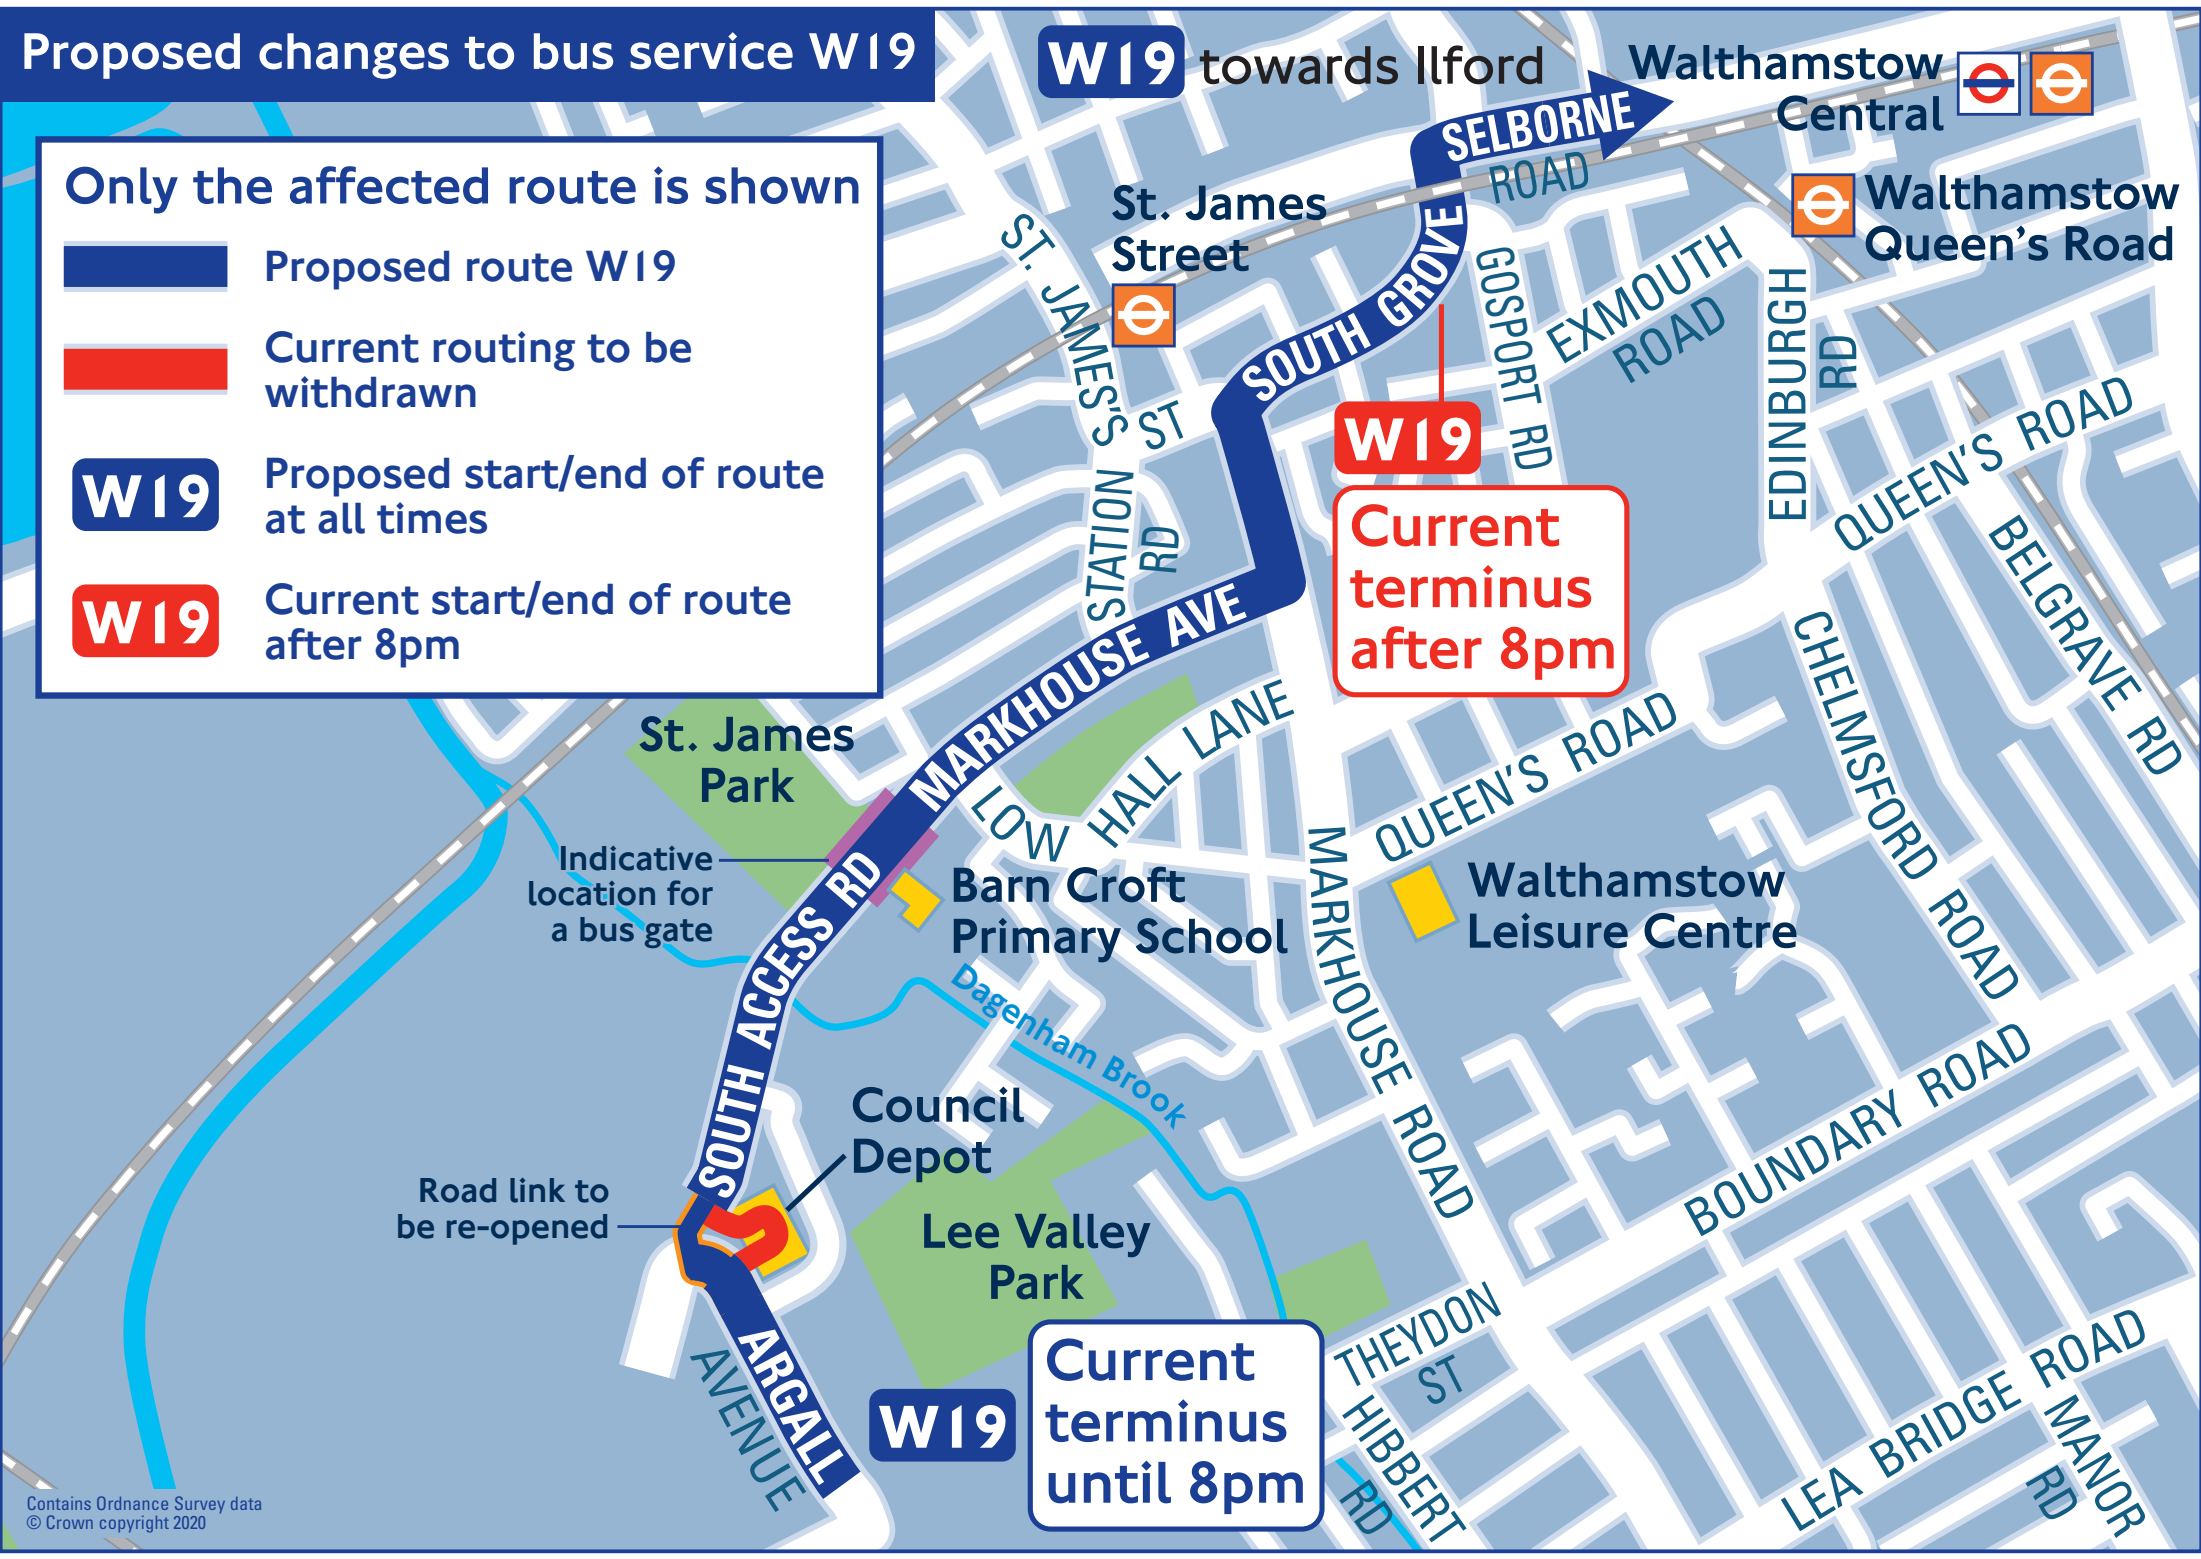 Proposed changes to bus service W19
Only the affected route is shown
Proposed route W19
Current routing to be
withdrawn
W19
Proposed start/end of route
at all times
W19
Current start/end of route
after 8pm
W19 towards Ilford
Walthamstow
Central
SELBORNE
ROAD
Walthamstow
Queen's Road
St. James
Street
ST. JAMES'S
ST
SOUTH GROVE
GOSPORT RD
EXMOUTH
ROAD
EDINBURGH
RD
QUEEN'S ROAD
BELGRAVE RD
STATION
RD
W19
Current
terminus
after 8pm
MARKHOUSE AVE
CHELMSFORD ROAD
St. James
Park
LOW HALL LANE
QUEEN'S ROAD
Indicative
location for
a bus gate
Barn Croft
Primary School
Walthamstow
Leisure Centre
MARKHOUSE ROAD
SOUTH ACCESS RD
Dagenham Brook
Council
Depot
BOUNDARY ROAD
Road link to
be re-opened
Lee Valley
Park
ARGALL
AVENUE
W19
Current
terminus
until 8pm
THEYDON
ST
HIBBERT
RD
LEA BRIDGE ROAD
MANOR
RD
Contains Ordnance Survey data
© Crown copyright 2020